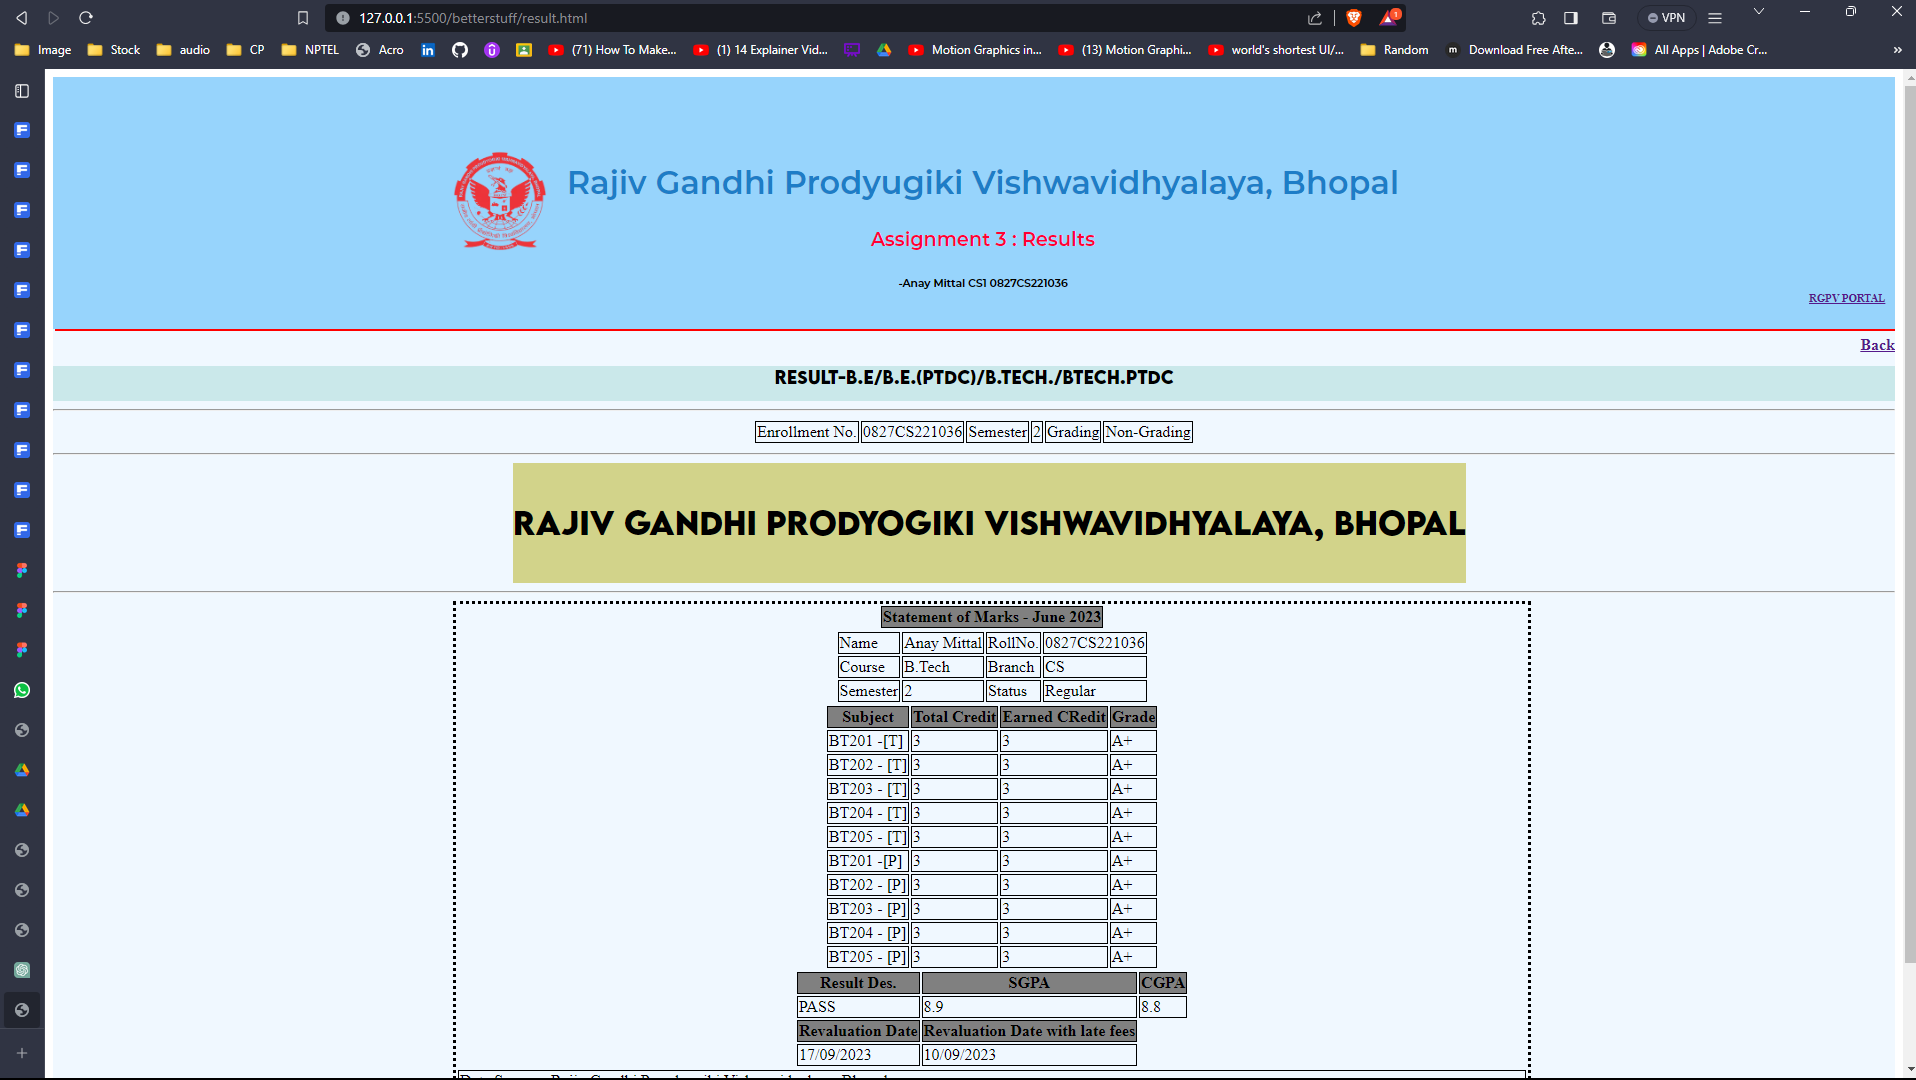 127.0.0.1:5500/betterstuff/result.html
1
VPN
Image Stock audio CP NPTEL Acro (71) How To Make... (1) 14 Explainer Vid... Motion Graphics in... (13) Motion Graphi... world's shortest UI/... Random Download Free Afte... All Apps | Adobe Cr... »
Rajiv Gandhi Prodyugiki Vishwavidhyalaya, Bhopal
Assignment 3 : Results
-Anay Mittal CS1 0827CS221036
RGPV PORTAL
Back
RESULT-B.E/B.E.(PTDC)/B.TECH./BTECH.PTDC
Enrollment No. 0827CS221036 Semester 2 Grading Non-Grading
RAJIV GANDHI PRODYOGIKI VISHWAVIDHYALAYA, BHOPAL
Statement of Marks - June 2023
Name Anay Mittal RollNo. 0827CS221036
Course B.Tech Branch CS
Semester 2 Status Regular
Subject Total Credit Earned CRedit Grade
BT201 -[T] 3 3 A+
BT202 - [T] 3 3 A+
BT203 - [T] 3 3 A+
BT204 - [T] 3 3 A+
BT205 - [T] 3 3 A+
BT201 -[P] 3 3 A+
BT202 - [P] 3 3 A+
BT203 - [P] 3 3 A+
BT204 - [P] 3 3 A+
BT205 - [P] 3 3 A+
Result Des. SGPA CGPA
PASS 8.9 8.8
Revaluation Date Revaluation Date with late fees
17/09/2023 10/09/2023